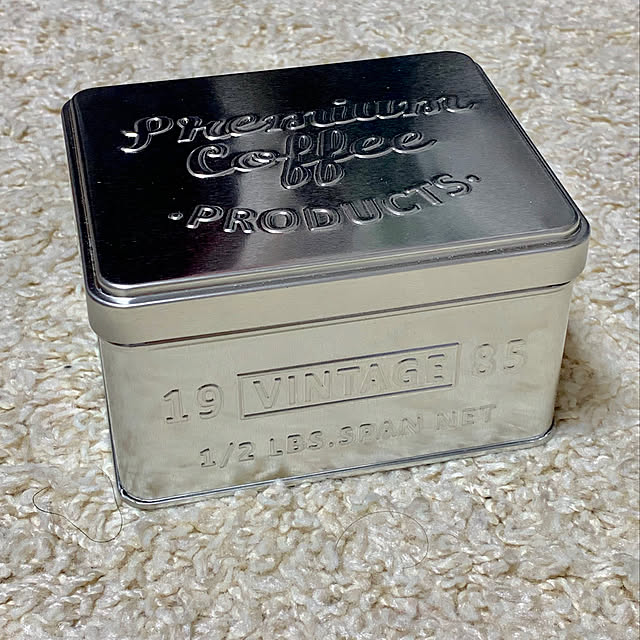 Premium
Coffee
·PRODUCTS·
19 VINTAGE 85
1/2 LBS.SPAN NET